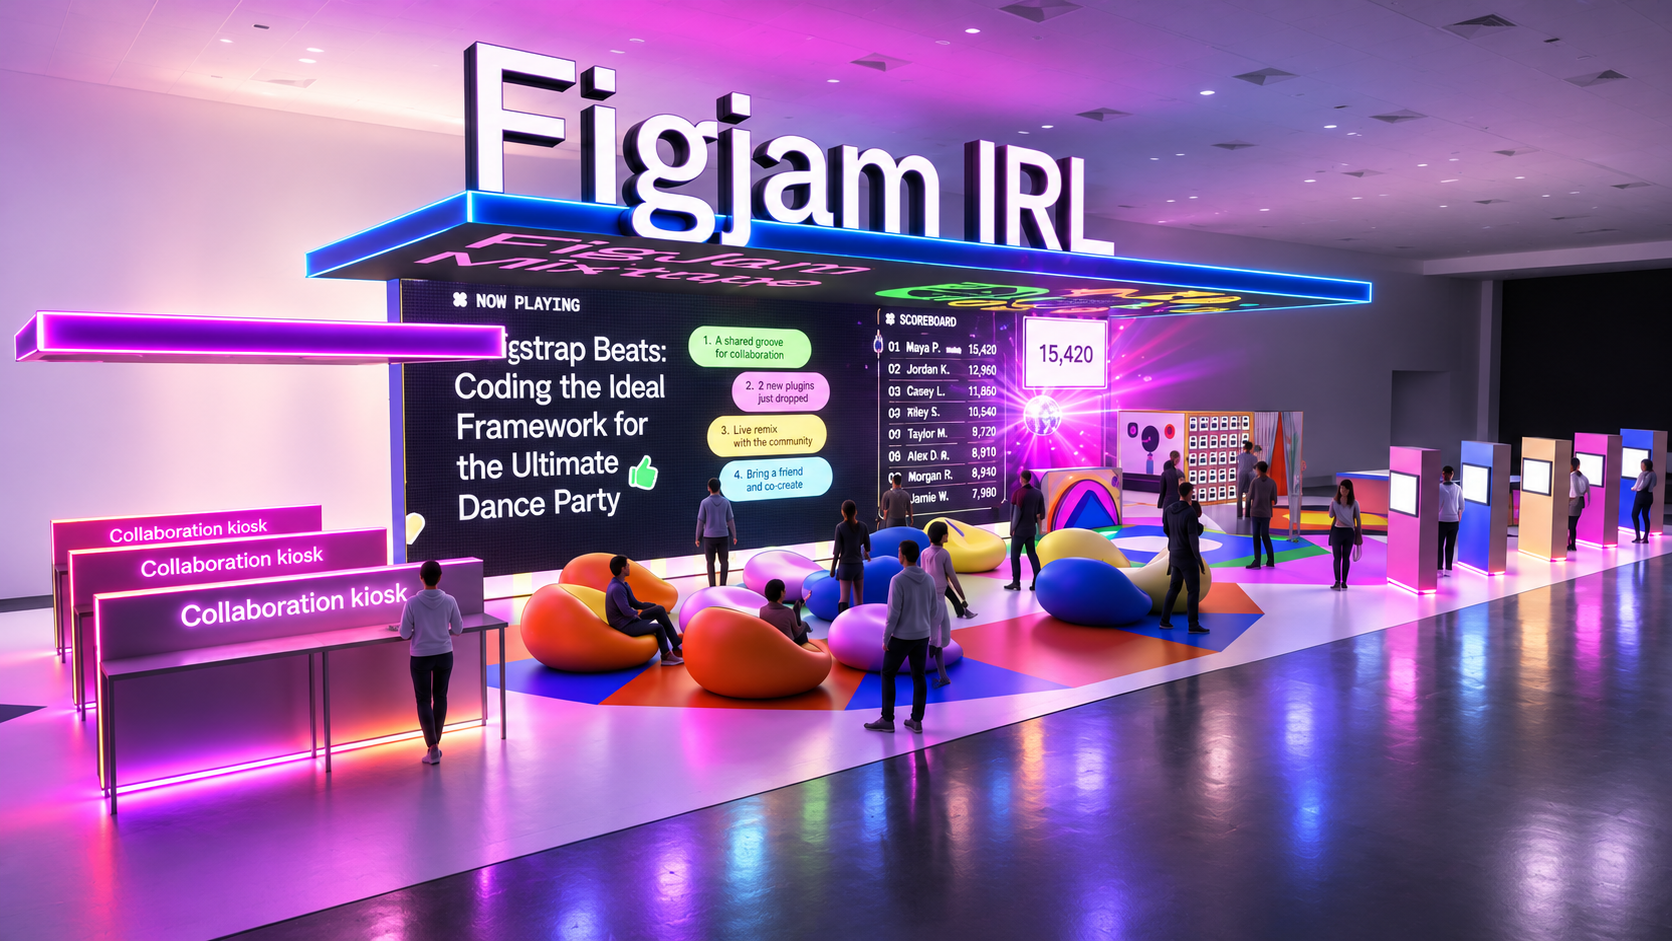 Figjam IRL
FigJam
Mixtape
NOW PLAYING
gstrap Beats:
Coding the Ideal
Framework for
the Ultimate
Dance Party
1. A shared groove
for collaboration
2. 2 new plugins
just dropped
3. Live remix
with the community
4. Bring a friend
and co-create
SCOREBOARD
01 Maya P. 15,420
02 Jordan K. 12,960
03 Casey L. 11,860
Riley S. 10,540
Taylor M. 9,720
Alex D. 8,910
Morgan R. 8,940
Jamie W. 7,980
15,420
Collaboration kiosk
Collaboration kiosk
Collaboration kiosk